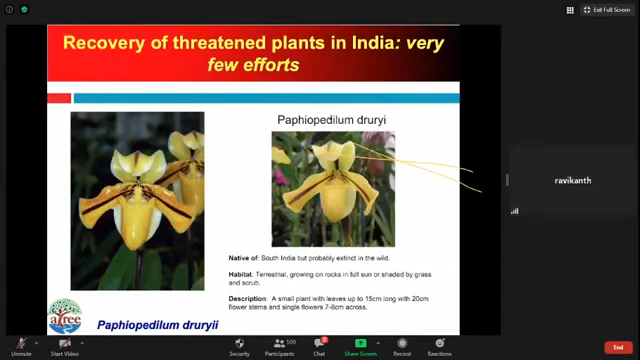 Exit Full Screen
Recovery of threatened plants in India: very
few efforts
Paphiopedilum druryi
ravikanth
Native of: South India but probably extinct in the wild.
Habitat: Terrestrial, growing on rocks in full sun or shaded by grass
and scrub.
Description: A small plant with leaves up to 15cm long with 20cm
flower stems and single flowers 7-8cm across.
atree
Paphiopedilum druryii
Unmute
Start Video
Security
Participants
100
Chat
Share Screen
Record
Reactions
End